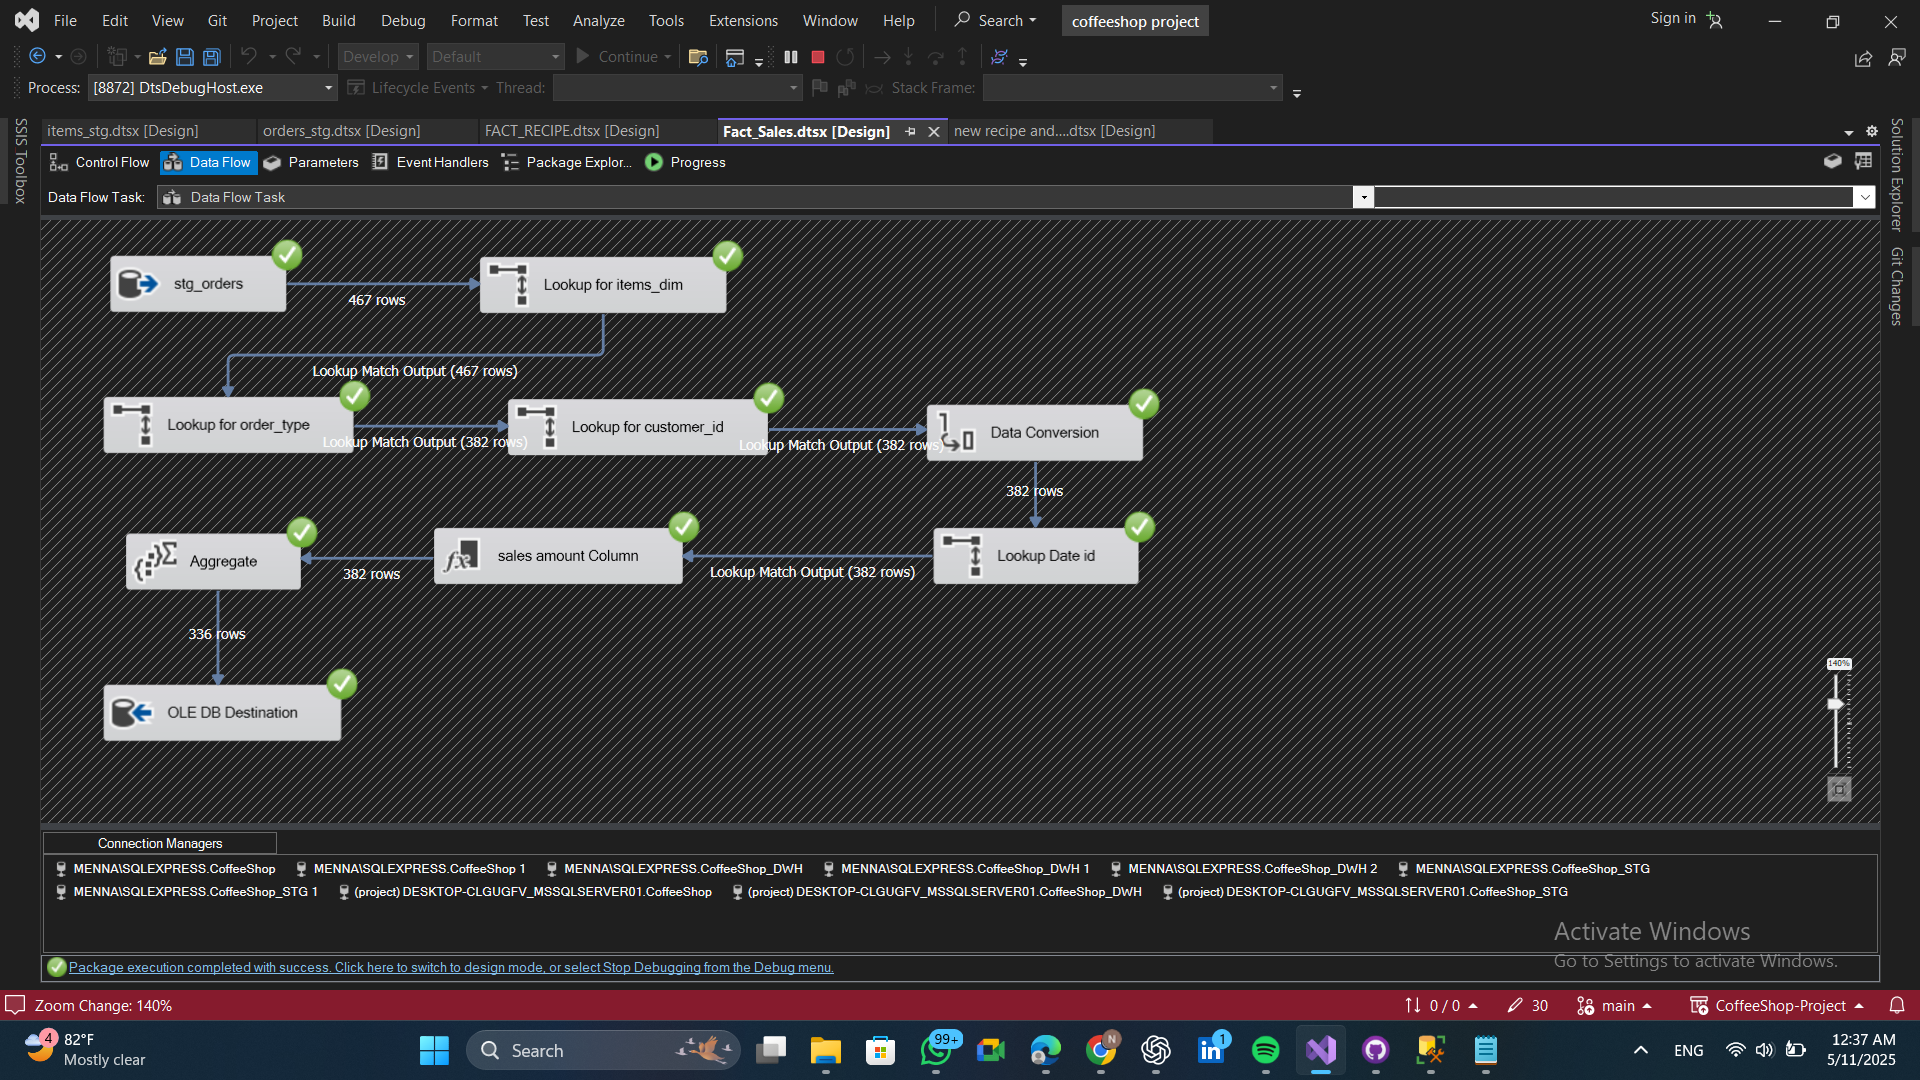 File Edit View Git Project Build Debug Format Test Analyze Tools Extensions Window Help Search coffeeshop project Sign in
Develop Default Continue
Process: [8872] DtsDebugHost.exe Lifecycle Events Thread: Stack Frame:
SSIS Toolbox
items_stg.dtsx [Design] orders_stg.dtsx [Design] FACT_RECIPE.dtsx [Design] Fact_Sales.dtsx [Design] new recipe and....dtsx [Design]
Control Flow Data Flow Parameters Event Handlers Package Explor... Progress
Data Flow Task: Data Flow Task
Solution Explorer
Git Changes
stg_orders
467 rows
Lookup for items_dim
Lookup Match Output (467 rows)
Lookup for order_type
Lookup Match Output (382 rows)
Lookup for customer_id
Lookup Match Output (382 rows)
Data Conversion
382 rows
Lookup Date id
Lookup Match Output (382 rows)
sales amount Column
382 rows
Aggregate
336 rows
OLE DB Destination
140%
Connection Managers
MENNA\SQLEXPRESS.CoffeeShop MENNA\SQLEXPRESS.CoffeeShop 1 MENNA\SQLEXPRESS.CoffeeShop_DWH MENNA\SQLEXPRESS.CoffeeShop_DWH 1 MENNA\SQLEXPRESS.CoffeeShop_DWH 2 MENNA\SQLEXPRESS.CoffeeShop_STG
MENNA\SQLEXPRESS.CoffeeShop_STG 1 (project) DESKTOP-CLGUGFV_MSSQLSERVER01.CoffeeShop (project) DESKTOP-CLGUGFV_MSSQLSERVER01.CoffeeShop_DWH (project) DESKTOP-CLGUGFV_MSSQLSERVER01.CoffeeShop_STG
Activate Windows
Go to Settings to activate Windows.
Package execution completed with success. Click here to switch to design mode, or select Stop Debugging from the Debug menu.
Zoom Change: 140% 0 / 0 30 main CoffeeShop-Project
4 82°F
Mostly clear
Search
99+
N
1
ENG
12:37 AM
5/11/2025